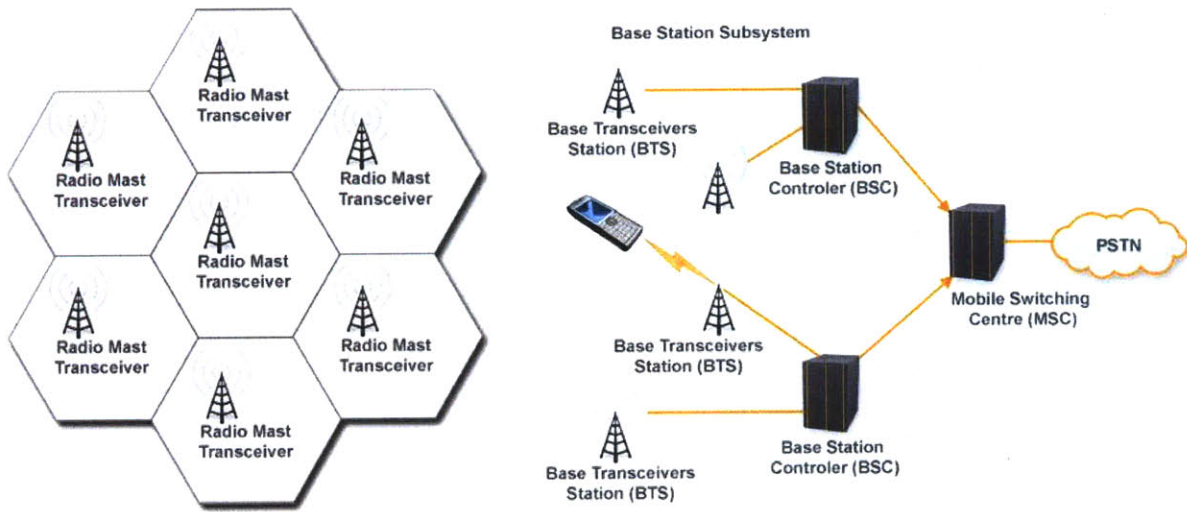 Radio Mast
Transceiver
Radio Mast
Transceiver
Radio Mast
Transceiver
Radio Mast
Transceiver
Radio Mast
Transceiver
Radio Mast
Transceiver
Radio Mast
Transceiver
Base Station Subsystem
Base Transceivers
Station (BTS)
Base Station
Controler (BSC)
PSTN
Mobile Switching
Centre (MSC)
Base Transceivers
Station (BTS)
Base Station
Controler (BSC)
Base Transceivers
Station (BTS)